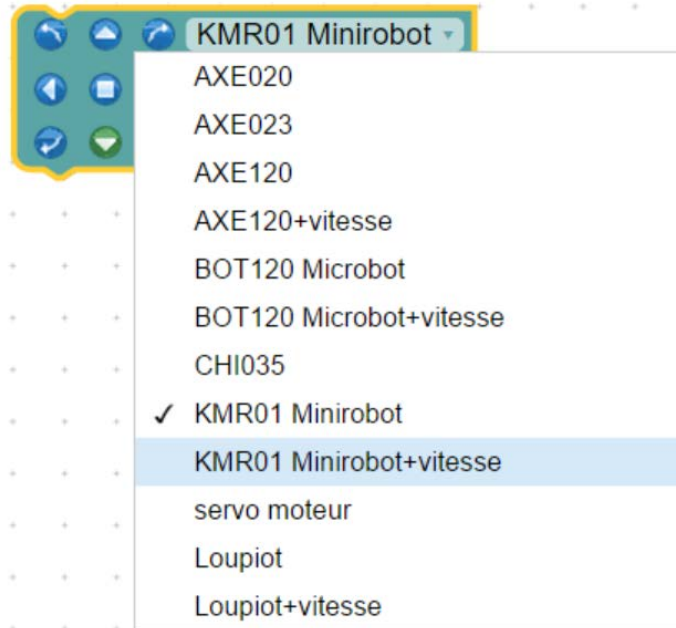 KMR01 Minirobot
AXE020
AXE023
AXE120
AXE120+vitesse
BOT120 Microbot
BOT120 Microbot+vitesse
CHI035
✓ KMR01 Minirobot
KMR01 Minirobot+vitesse
servo moteur
Loupiot
Loupiot+vitesse